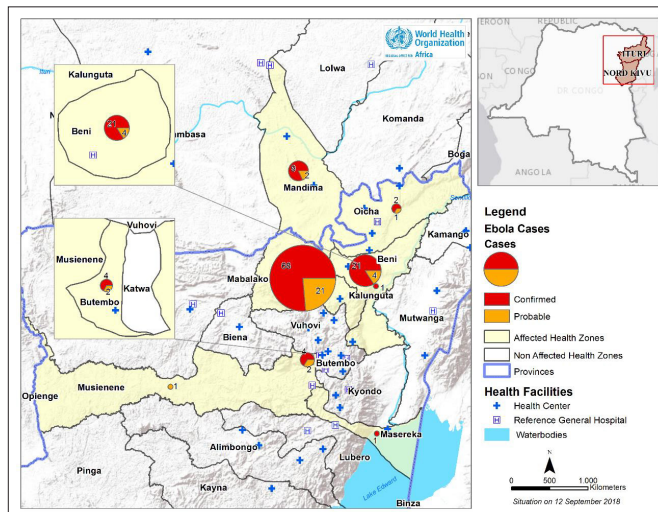 World Health
Organization
Africa
Ituri
Lolwa
Kalunguta
Beni
21
4
H
mbasa
Komanda
Boga
8
2
Mandima
2
Oicha
1
Kamango
Vuhovi
Musienene
4
2
Butembo
Katwa
Mabalako
21
Beni
4
1
Kalunguta
Mutwanga
Vuhovi
Biena
4
2
Butembo
Musienene
1
Kyondo
Opienge
1
Masereka
Alimbongo
Lubero
Pinga
Kayna
Lake Edward
Binza
REPUBLIC
CONGO
DR CONGO
ANGOLA
ITURI
NORD KIVU
Legend
Ebola Cases
Cases
Confirmed
Probable
Affected Health Zones
Non Affected Health Zones
Provinces
Health Facilities
Health Center
H Reference General Hospital
Waterbodies
N
0 500 1.000
Kilometers
Situation on 12 September 2018